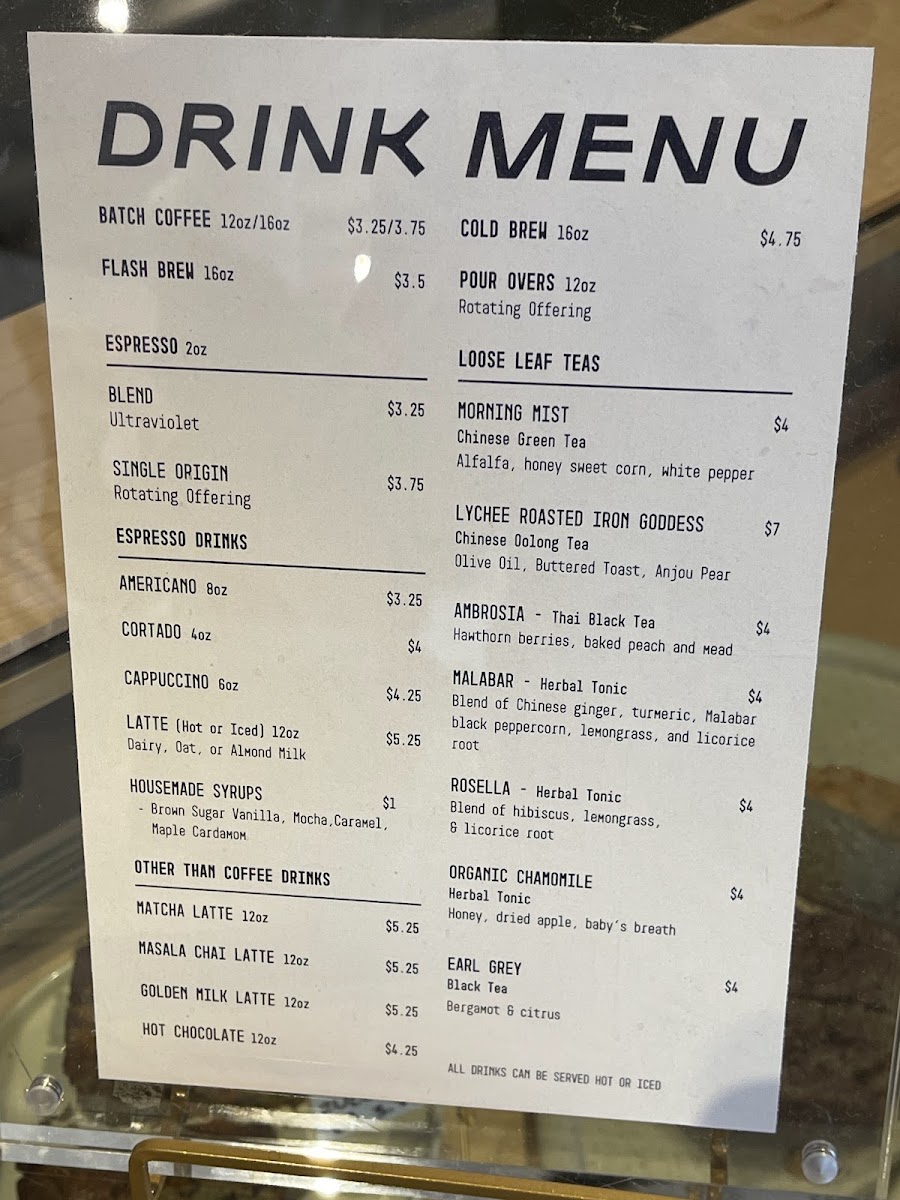 DRINK MENU
BATCH COFFEE 12oz/16oz $3.25/3.75
FLASH BREW 16oz $3.5
ESPRESSO 2oz
BLEND $3.25
Ultraviolet
SINGLE ORIGIN $3.75
Rotating Offering
ESPRESSO DRINKS
AMERICANO 8oz $3.25
CORTADO 4oz $4
CAPPUCCINO 6oz $4.25
LATTE (Hot or Iced) 12oz $5.25
Dairy, Oat, or Almond Milk
HOUSEMADE SYRUPS $1
- Brown Sugar Vanilla, Mocha,Caramel,
Maple Cardamom
OTHER THAN COFFEE DRINKS
MATCHA LATTE 12oz $5.25
MASALA CHAI LATTE 12oz $5.25
GOLDEN MILK LATTE 12oz $5.25
HOT CHOCOLATE 12oz $4.25
COLD BREW 16oz $4.75
POUR OVERS 12oz
Rotating Offering
LOOSE LEAF TEAS
MORNING MIST $4
Chinese Green Tea
Alfalfa, honey sweet corn, white pepper
LYCHEE ROASTED IRON GODDESS $7
Chinese Oolong Tea
Olive Oil, Buttered Toast, Anjou Pear
AMBROSIA - Thai Black Tea $4
Hawthorn berries, baked peach and mead
MALABAR - Herbal Tonic $4
Blend of Chinese ginger, turmeric, Malabar
black peppercorn, lemongrass, and licorice
root
ROSELLA - Herbal Tonic $4
Blend of hibiscus, lemongrass,
& licorice root
ORGANIC CHAMOMILE $4
Herbal Tonic
Honey, dried apple, baby's breath
EARL GREY $4
Black Tea
Bergamot & citrus
ALL DRINKS CAN BE SERVED HOT OR ICED